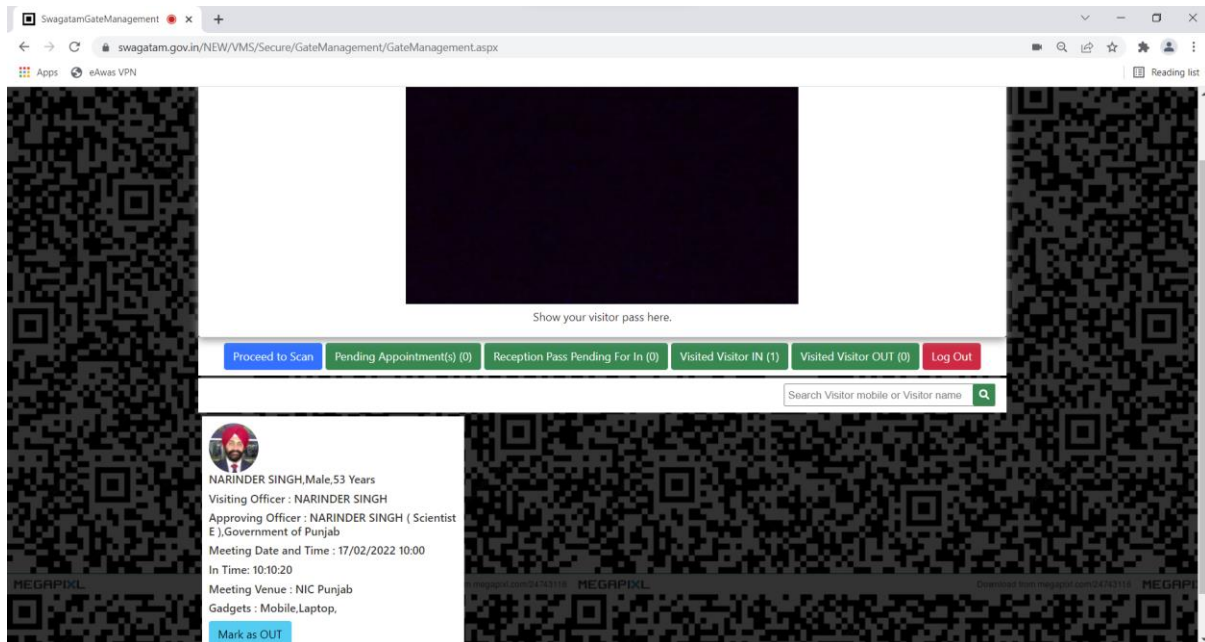 SwagatamGateManagement
swagatam.gov.in/NEW/VMS/Secure/GateManagement/GateManagement.aspx
Apps eAwas VPN Reading list
Show your visitor pass here.
Proceed to Scan Pending Appointment(s) (0) Reception Pass Pending For In (0) Visited Visitor IN (1) Visited Visitor OUT (0) Log Out
Search Visitor mobile or Visitor name
NARINDER SINGH,Male,53 Years
Visiting Officer : NARINDER SINGH
Approving Officer : NARINDER SINGH ( Scientist
E ),Government of Punjab
Meeting Date and Time : 17/02/2022 10:00
In Time: 10:10:20
Meeting Venue : NIC Punjab
Gadgets : Mobile,Laptop,
Mark as OUT
MEGAPIXL MEGAPIXL